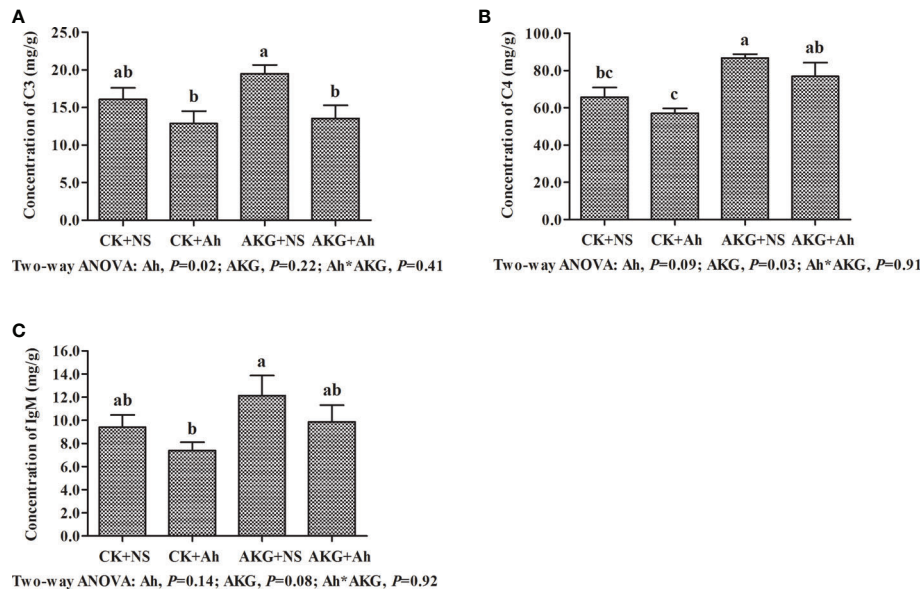 A
Concentration of C3 (mg/g)
25.0
20.0
15.0
10.0
5.0
0.0
ab
b
a
b
CK+NS CK+Ah AKG+NS AKG+Ah
Two-way ANOVA: Ah, P=0.02; AKG, P=0.22; Ah*AKG, P=0.41
B
Concentration of C4 (mg/g)
100.0
80.0
60.0
40.0
20.0
0.0
bc
c
a
ab
CK+NS CK+Ah AKG+NS AKG+Ah
Two-way ANOVA: Ah, P=0.09; AKG, P=0.03; Ah*AKG, P=0.91
C
Concentration of IgM (mg/g)
16.0
14.0
12.0
10.0
8.0
6.0
4.0
2.0
0.0
ab
b
a
ab
CK+NS CK+Ah AKG+NS AKG+Ah
Two-way ANOVA: Ah, P=0.14; AKG, P=0.08; Ah*AKG, P=0.92